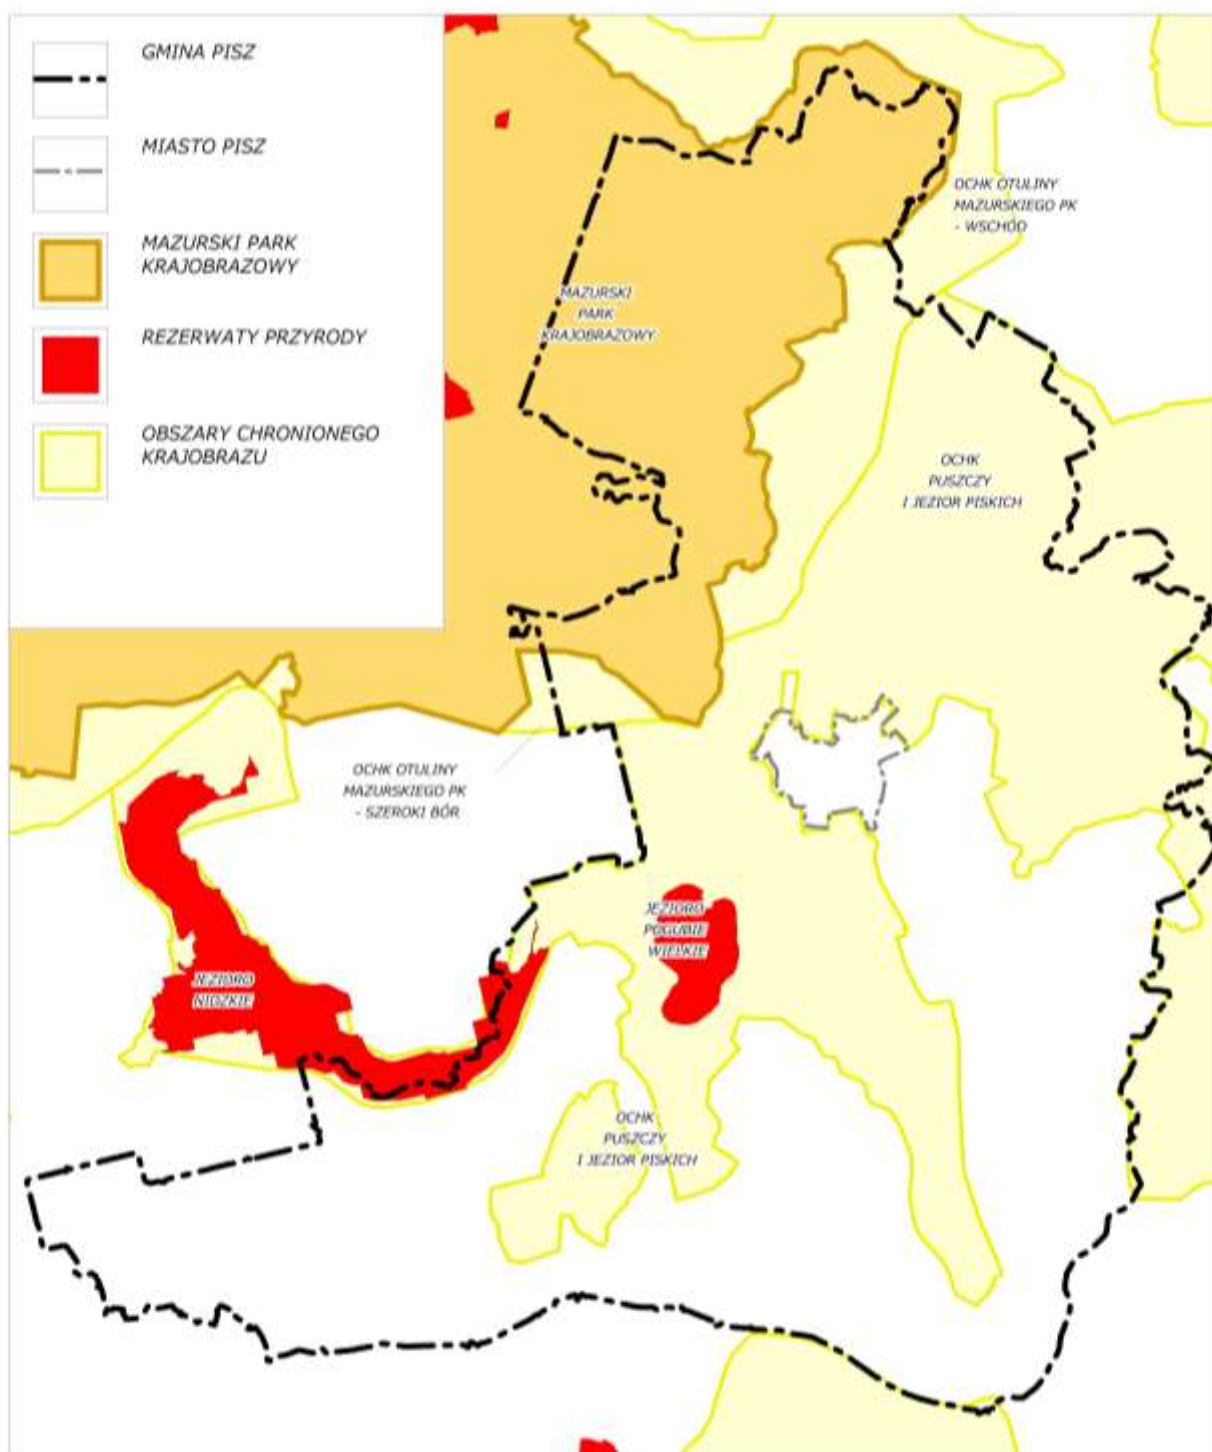 GMINA PISZ
MIASTO PISZ
MAZURSKI PARK
KRAJOBRAZOWY
REZERWATY PRZYRODY
OBSZARY CHRONIONEGO
KRAJOBRAZU
OCHK OTULINY
MAZURSKIEGO PK
- WSCHÓD
MAZURSKI
PARK
KRAJOBRAZOWY
OCHK
PUSZCZY
I JEZIOR PISKICH
OCHK OTULINY
MAZURSKIEGO PK
- SZEROKI BÓR
JEZIORO
POGUBIE
WIELKIE
JEZIORO
NIDZKIE
OCHK
PUSZCZY
I JEZIOR PISKICH